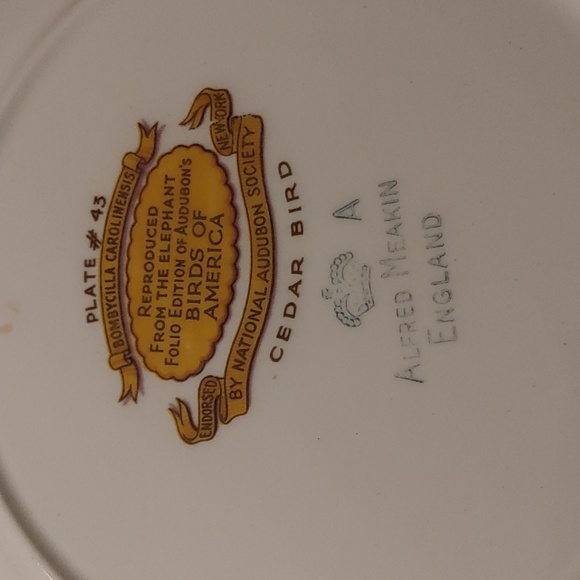 PLATE # 43
BOMBYCILLA CAROLINENSIS
REPRODUCED
FROM THE ELEPHANT
FOLIO EDITION OF AUDUBON'S
BIRDS OF
AMERICA
ENDORSED BY NATIONAL AUDUBON SOCIETY NEW YORK
CEDAR BIRD
A
ALFRED MEAKIN
ENGLAND